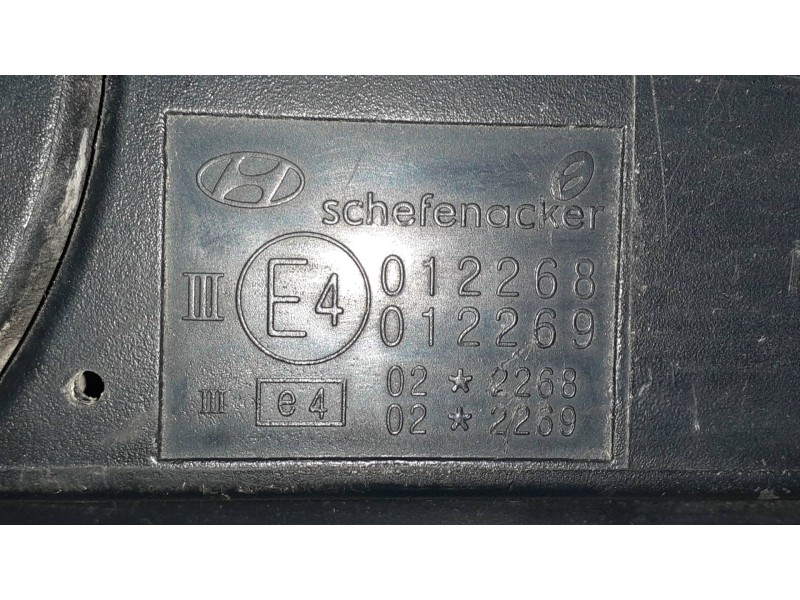 schefenacker
III E4 012268
012269
III e4 02 * 2268
02 * 2269